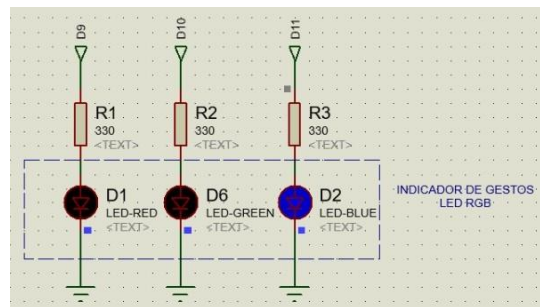 D9
D10
D11
R1
330
<TEXT>
R2
330
<TEXT>
R3
330
<TEXT>
D1
LED-RED
<TEXT>
D6
LED-GREEN
<TEXT>
D2
LED-BLUE
<TEXT>
INDICADOR DE GESTOS
LED RGB